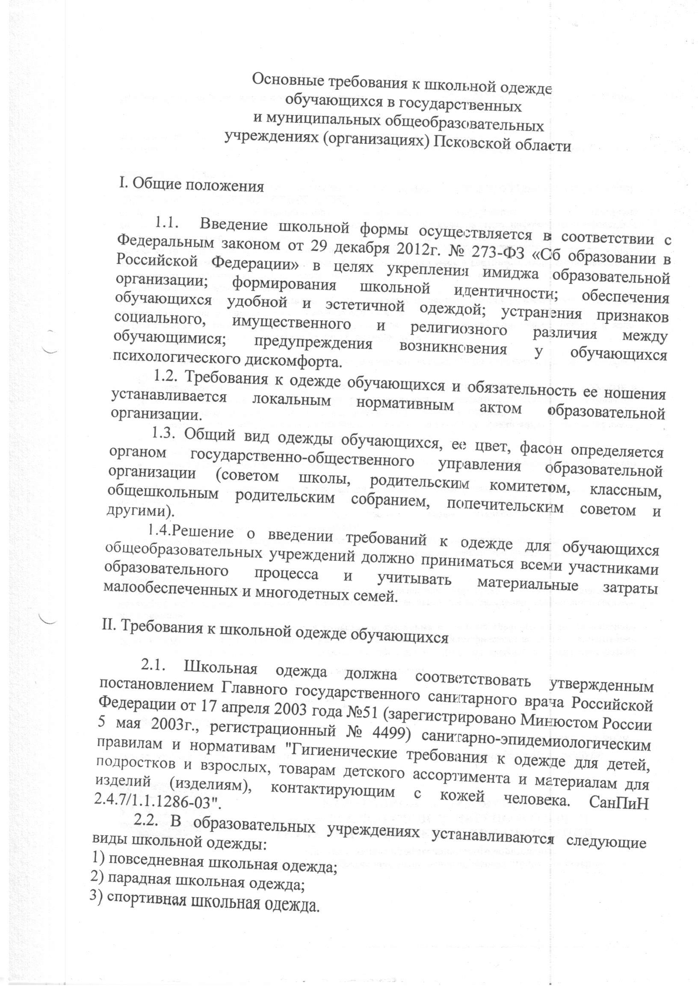 Основные требования к школьной одежде
обучающихся в государственных
и муниципальных общеобразовательных
учреждениях (организациях) Псковской области
I. Общие положения
1.1. Введение школьной формы осуществляется в соответствии с
Федеральным законом от 29 декабря 2012г. № 273-ФЗ «Об образовании в
Российской Федерации» в целях укрепления имиджа образовательной
организации; формирования школьной идентичности; обеспечения
обучающихся удобной и эстетичной одеждой; устранения признаков
социального, имущественного и религиозного различия между
обучающимися; предупреждения возникновения у обучающихся
психологического дискомфорта.
1.2. Требования к одежде обучающихся и обязательность ее ношения
устанавливается локальным нормативным актом образовательной
организации.
1.3. Общий вид одежды обучающихся, ее цвет, фасон определяется
органом государственно-общественного управления образовательной
организации (советом школы, родительским комитетом, классным,
общешкольным родительским собранием, попечительским советом и
другими).
1.4.Решение о введении требований к одежде для обучающихся
общеобразовательных учреждений должно приниматься всеми участниками
образовательного процесса и учитывать материальные затраты
малообеспеченных и многодетных семей.
II. Требования к школьной одежде обучающихся
2.1. Школьная одежда должна соответствовать утвержденным
постановлением Главного государственного санитарного врача Российской
Федерации от 17 апреля 2003 года №51 (зарегистрировано Минюстом России
5 мая 2003г., регистрационный № 4499) санитарно-эпидемиологическим
правилам и нормативам "Гигиенические требования к одежде для детей,
подростков и взрослых, товарам детского ассортимента и материалам для
изделий (изделиям), контактирующим с кожей человека. СанПиН
2.4.7/1.1.1286-03".
2.2. В образовательных учреждениях устанавливаются следующие
виды школьной одежды:
1) повседневная школьная одежда;
2) парадная школьная одежда;
3) спортивная школьная одежда.